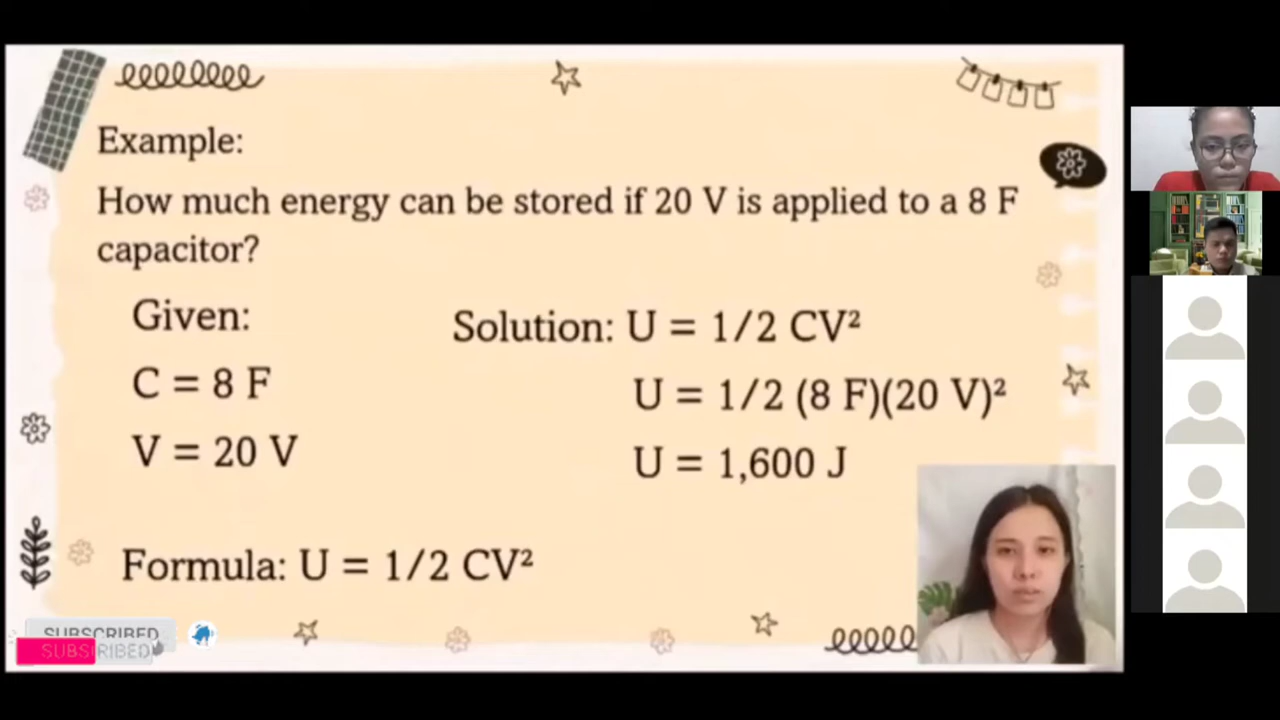 Example:
How much energy can be stored if 20 V is applied to a 8 F
capacitor?
Given:
C = 8 F
V = 20 V
Solution: U = 1/2 CV²
U = 1/2 (8 F)(20 V)²
U = 1,600 J
Formula: U = 1/2 CV²
SUBSCRIBED
SUBSCRIBED